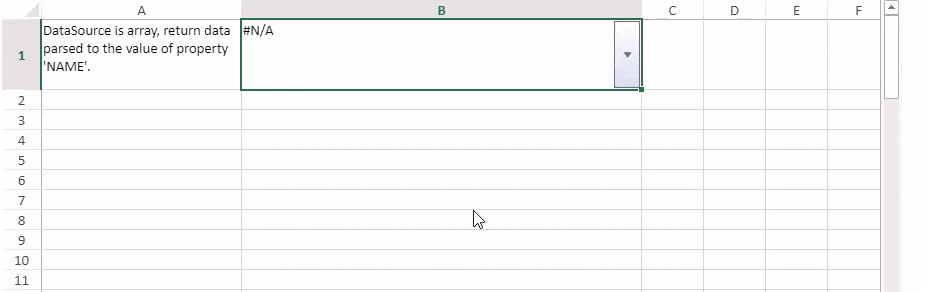 A B C D E F
1 DataSource is array, return data #N/A
parsed to the value of property
'NAME'.
2
3
4
5
6
7
8
9
10
11